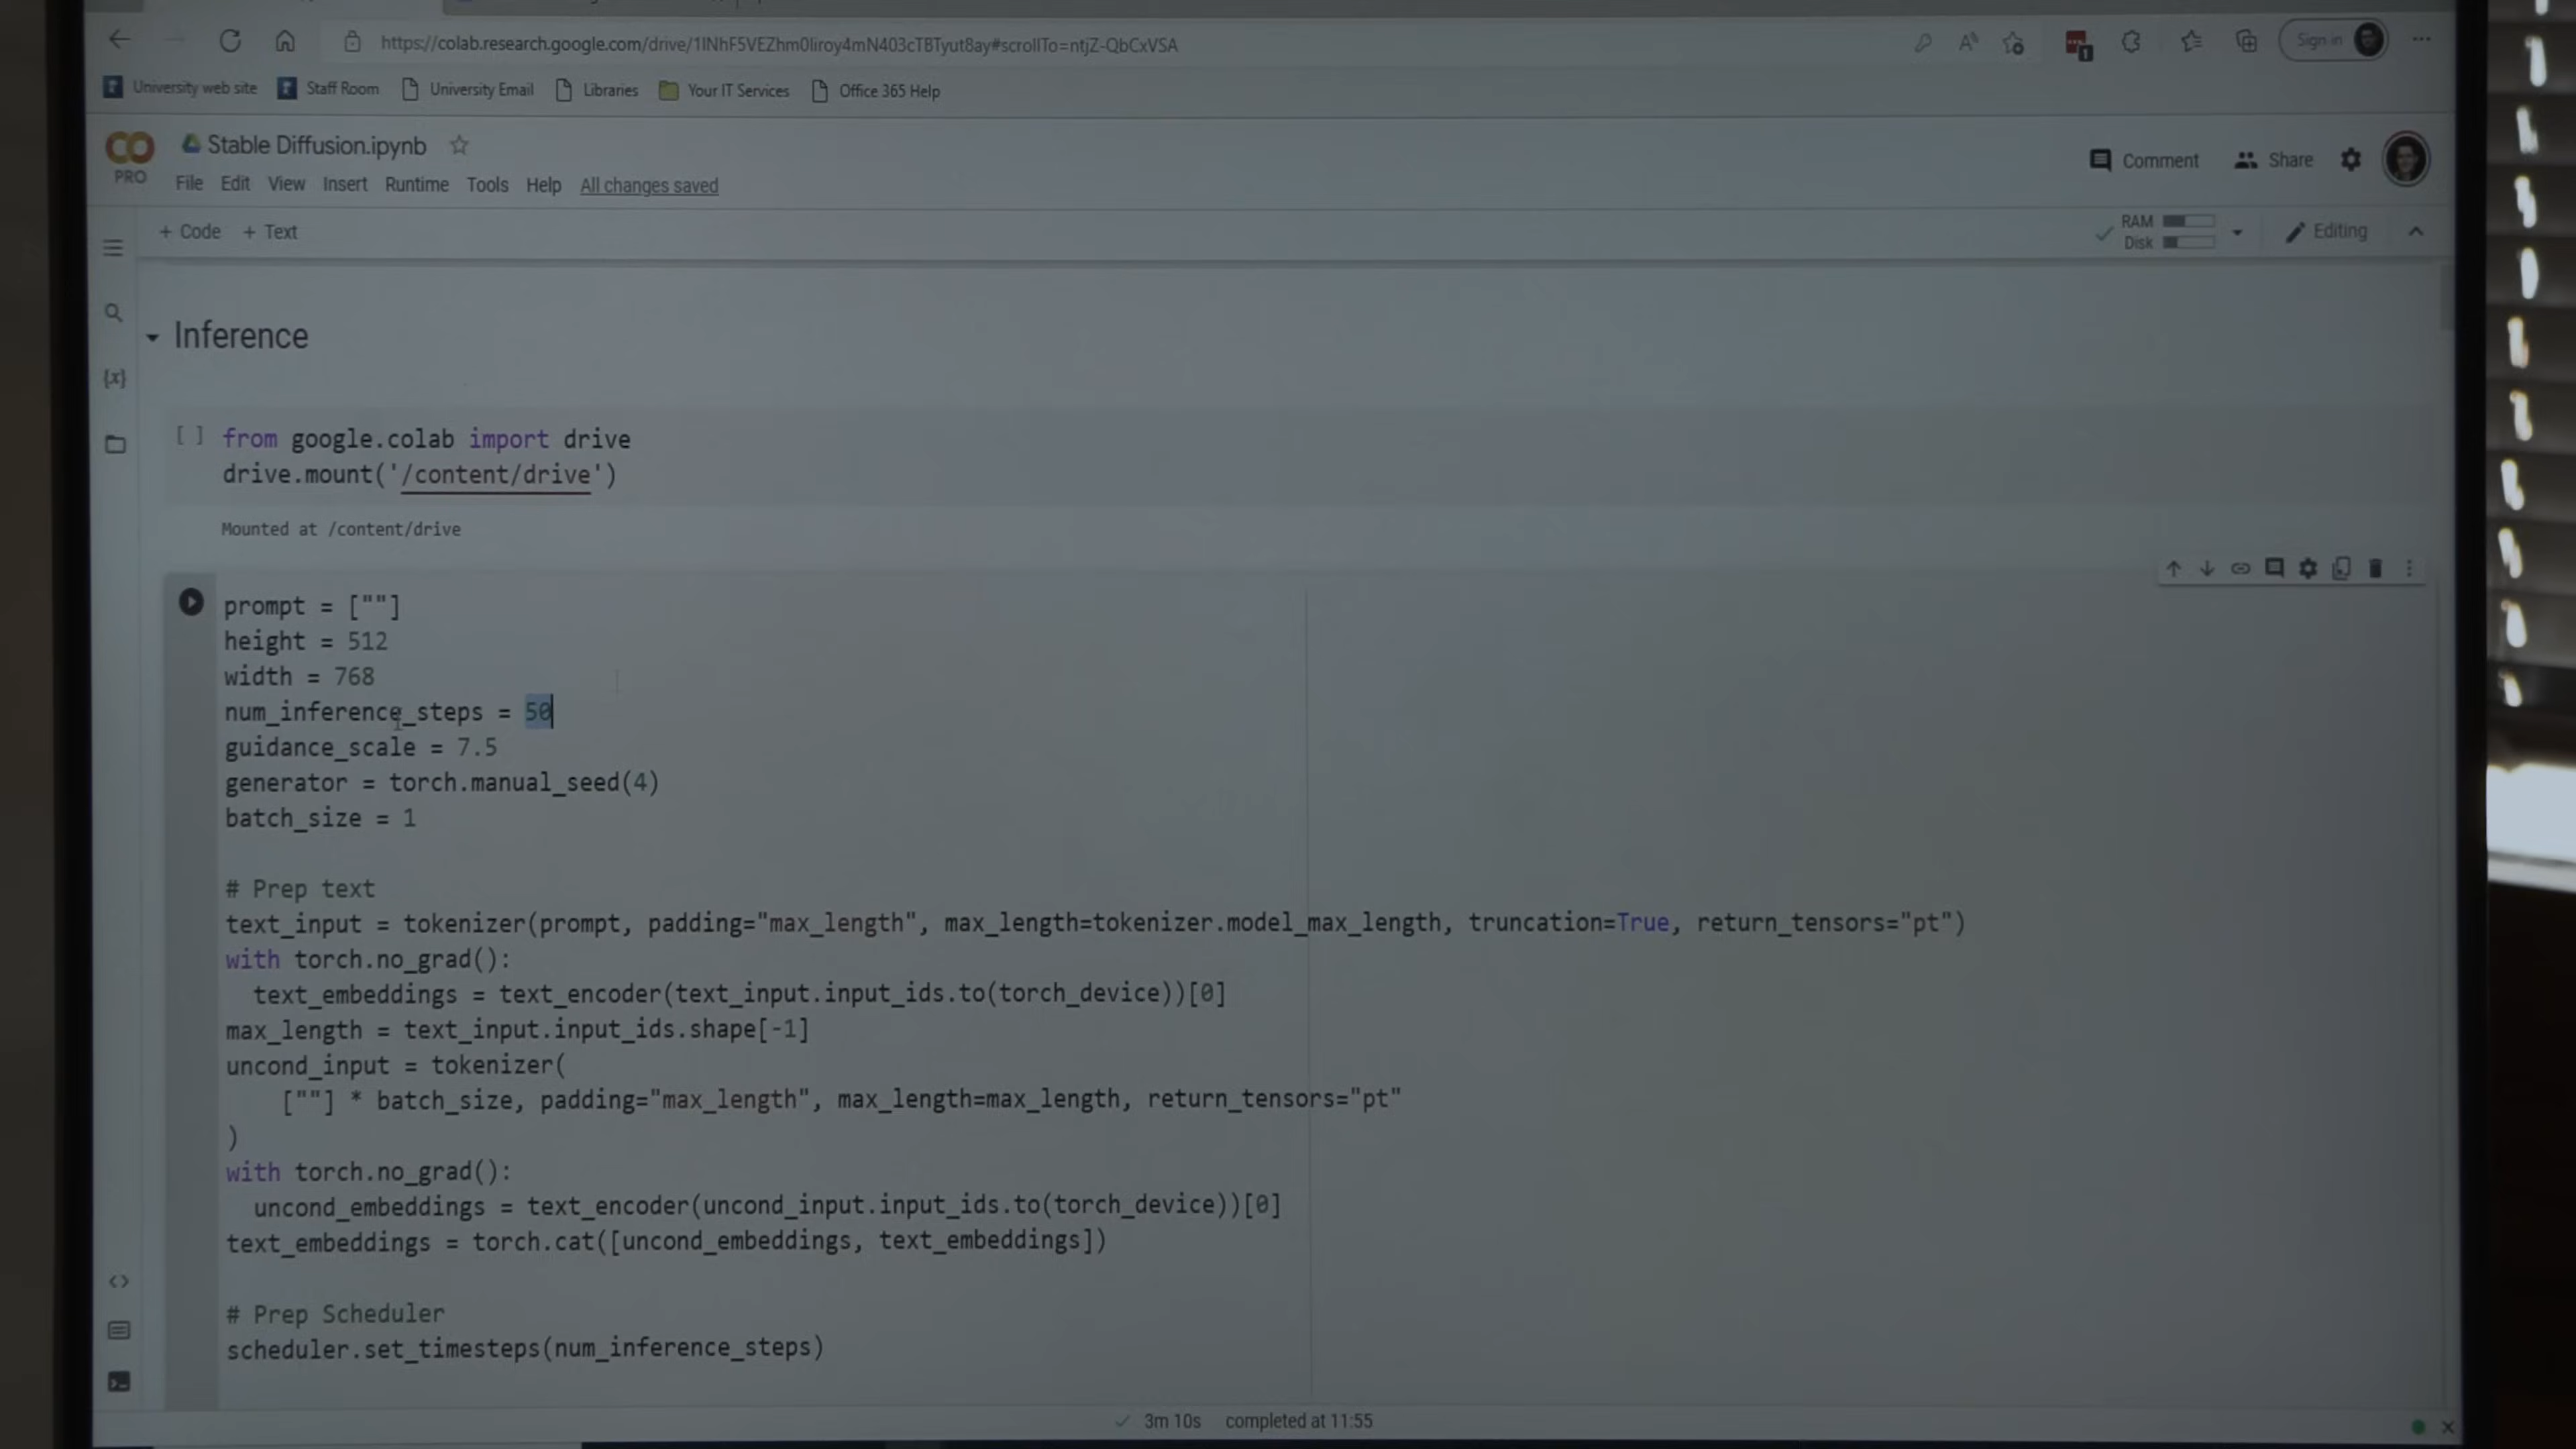 https://colab.research.google.com/drive/1INhF5VEZhm0Iiroy4mN403cTBTyut8ay#scrollTo=ntjZ-QbCxVSA
Sign in
University web site Staff Room University Email Libraries Your IT Services Office 365 Help
CO PRO
Stable Diffusion.ipynb
File Edit View Insert Runtime Tools Help All changes saved
Comment Share
+ Code + Text
RAM
Disk
Editing
Inference
[ ] from google.colab import drive
drive.mount('/content/drive')
Mounted at /content/drive
prompt = [""]
height = 512
width = 768
num_inference_steps = 50
guidance_scale = 7.5
generator = torch.manual_seed(4)
batch_size = 1
# Prep text
text_input = tokenizer(prompt, padding="max_length", max_length=tokenizer.model_max_length, truncation=True, return_tensors="pt")
with torch.no_grad():
text_embeddings = text_encoder(text_input.input_ids.to(torch_device))[0]
max_length = text_input.input_ids.shape[-1]
uncond_input = tokenizer(
[""] * batch_size, padding="max_length", max_length=max_length, return_tensors="pt"
)
with torch.no_grad():
uncond_embeddings = text_encoder(uncond_input.input_ids.to(torch_device))[0]
text_embeddings = torch.cat([uncond_embeddings, text_embeddings])
# Prep Scheduler
scheduler.set_timesteps(num_inference_steps)
3m 10s completed at 11:55